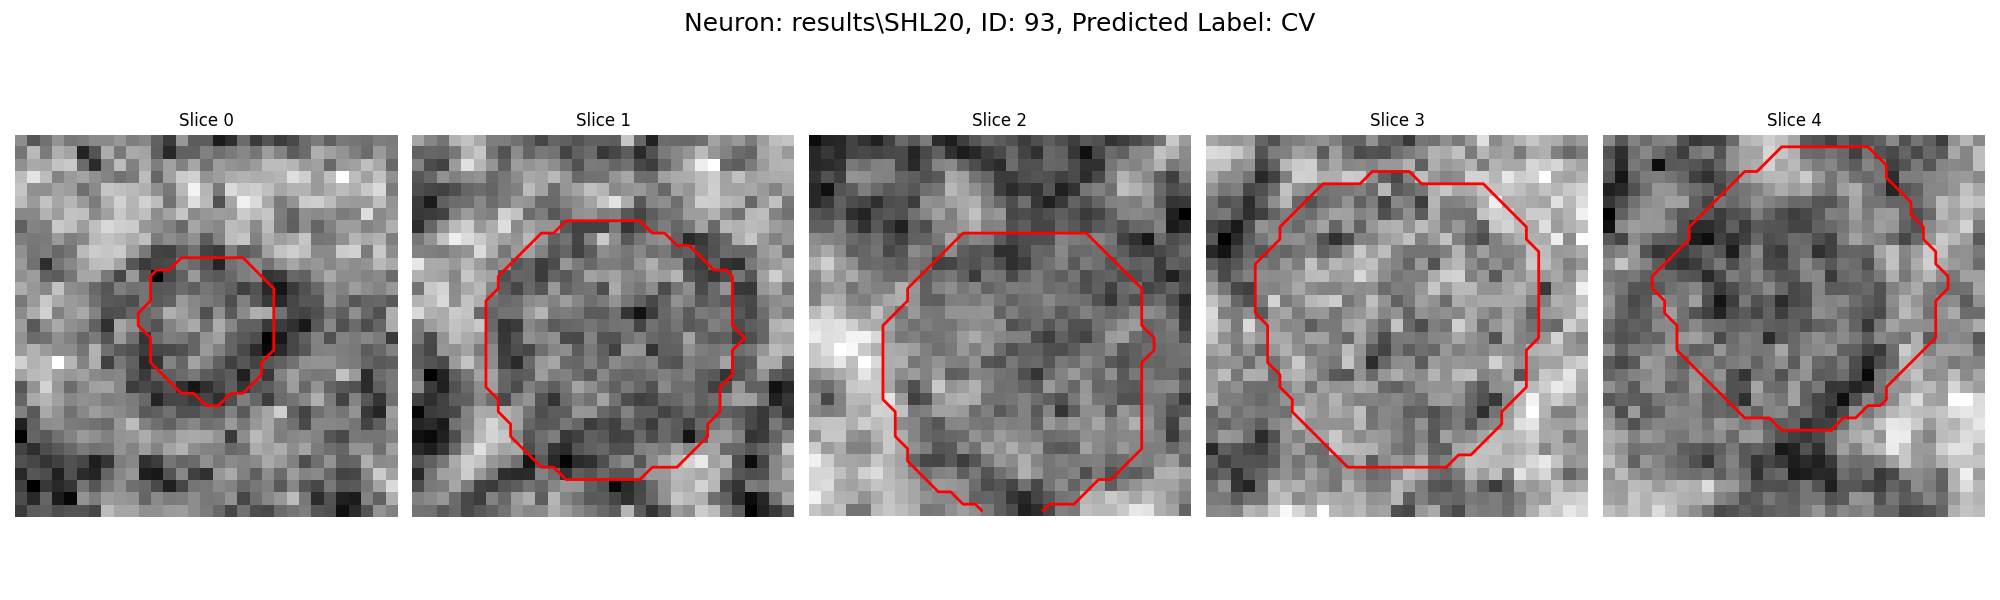 Neuron: results\SHL20, ID: 93, Predicted Label: CV
Slice 0
Slice 1
Slice 2
Slice 3
Slice 4